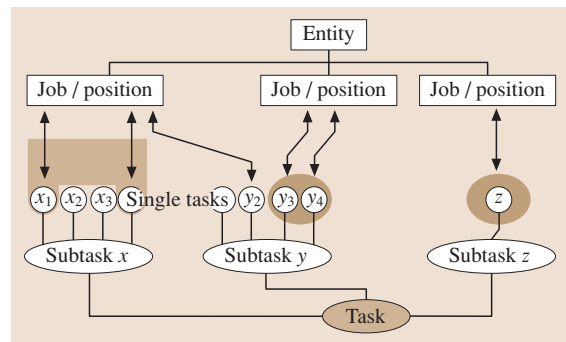 Entity
Job / position Job / position Job / position
x1 x2 x3 Single tasks y2 y3 y4 z
Subtask x Subtask y Subtask z
Task